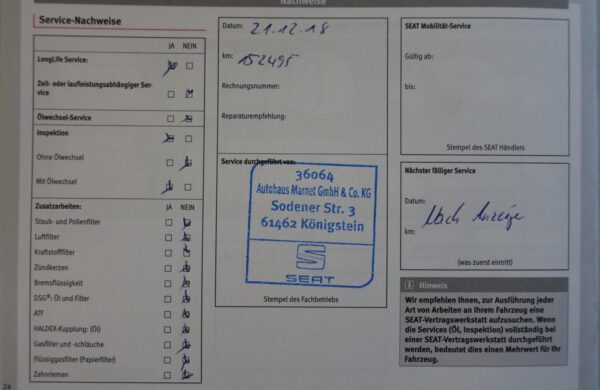 Nachweise
Service-Nachweise
JA NEIN
LongLife Service:
Zeit- oder laufleistungsabhängiger Ser-
vice
Ölwechsel-Service
Inspektion
Ohne Ölwechsel
Mit Ölwechsel
Zusatzarbeiten: JA NEIN
Staub- und Pollenfilter
Luftfilter
Kraftstofffilter
Zündkerzen
Bremsflüssigkeit
DSG®: Öl und Filter
ATF
HALDEX-Kupplung: (Öl)
Gasfilter und -schläuche
Flüssiggasfilter (Papierfilter)
Zahnriemen
24
Datum: 21.12.18
km: 152495
Rechnungsnummer:
Reparaturempfehlung:
Service durchgeführt von:
36064
Autohaus Marnet GmbH & Co. KG
Sodener Str. 3
61462 Königstein
SEAT
Stempel des Fachbetriebs
SEAT Mobilität-Service
Gültig ab:
bis:
Stempel des SEAT Händlers
Nächster fälliger Service
Datum:
Nach Anzeige
km:
(was zuerst eintritt)
i Hinweis
Wir empfehlen Ihnen, zur Ausführung jeder
Art von Arbeiten an Ihrem Fahrzeug eine
SEAT-Vertragswerkstatt aufzusuchen. Wenn
die Services (Öl, Inspektion) vollständig bei
einer SEAT-Vertragswerkstatt durchgeführt
werden, bedeutet dies einen Mehrwert für Ihr
Fahrzeug.